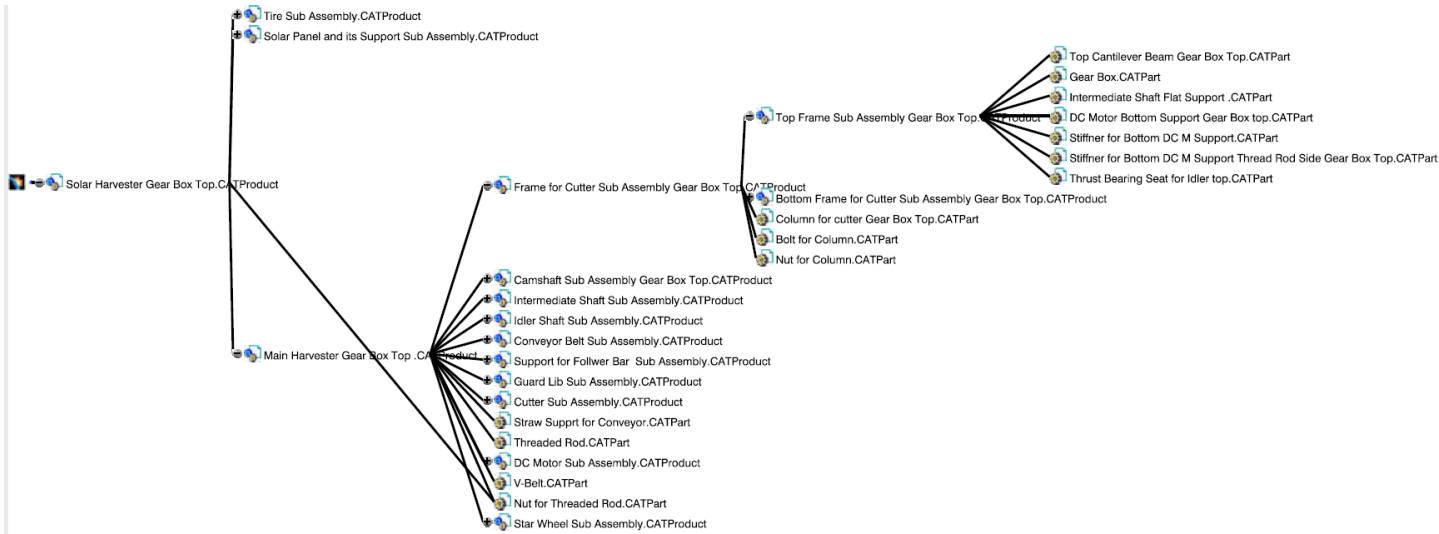 Tire Sub Assembly.CATProduct
Solar Panel and its Support Sub Assembly.CATProduct
Top Cantilever Beam Gear Box Top.CATPart
Gear Box.CATPart
Intermediate Shaft Flat Support .CATPart
Top Frame Sub Assembly Gear Box Top.CATProduct
DC Motor Bottom Support Gear Box top.CATPart
Stiffner for Bottom DC M Support.CATPart
Stiffner for Bottom DC M Support Thread Rod Side Gear Box Top.CATPart
Thrust Bearing Seat for Idler top.CATPart
Solar Harvester Gear Box Top.CATProduct
Frame for Cutter Sub Assembly Gear Box Top.CATProduct
Bottom Frame for Cutter Sub Assembly Gear Box Top.CATProduct
Column for cutter Gear Box Top.CATPart
Bolt for Column.CATPart
Nut for Column.CATPart
Camshaft Sub Assembly Gear Box Top.CATProduct
Intermediate Shaft Sub Assembly.CATProduct
Idler Shaft Sub Assembly.CATProduct
Conveyor Belt Sub Assembly.CATProduct
Main Harvester Gear Box Top .CATProduct
Support for Follwer Bar  Sub Assembly.CATProduct
Guard Lib Sub Assembly.CATProduct
Cutter Sub Assembly.CATProduct
Straw Supprt for Conveyor.CATPart
Threaded Rod.CATPart
DC Motor Sub Assembly.CATProduct
V-Belt.CATPart
Nut for Threaded Rod.CATPart
Star Wheel Sub Assembly.CATProduct